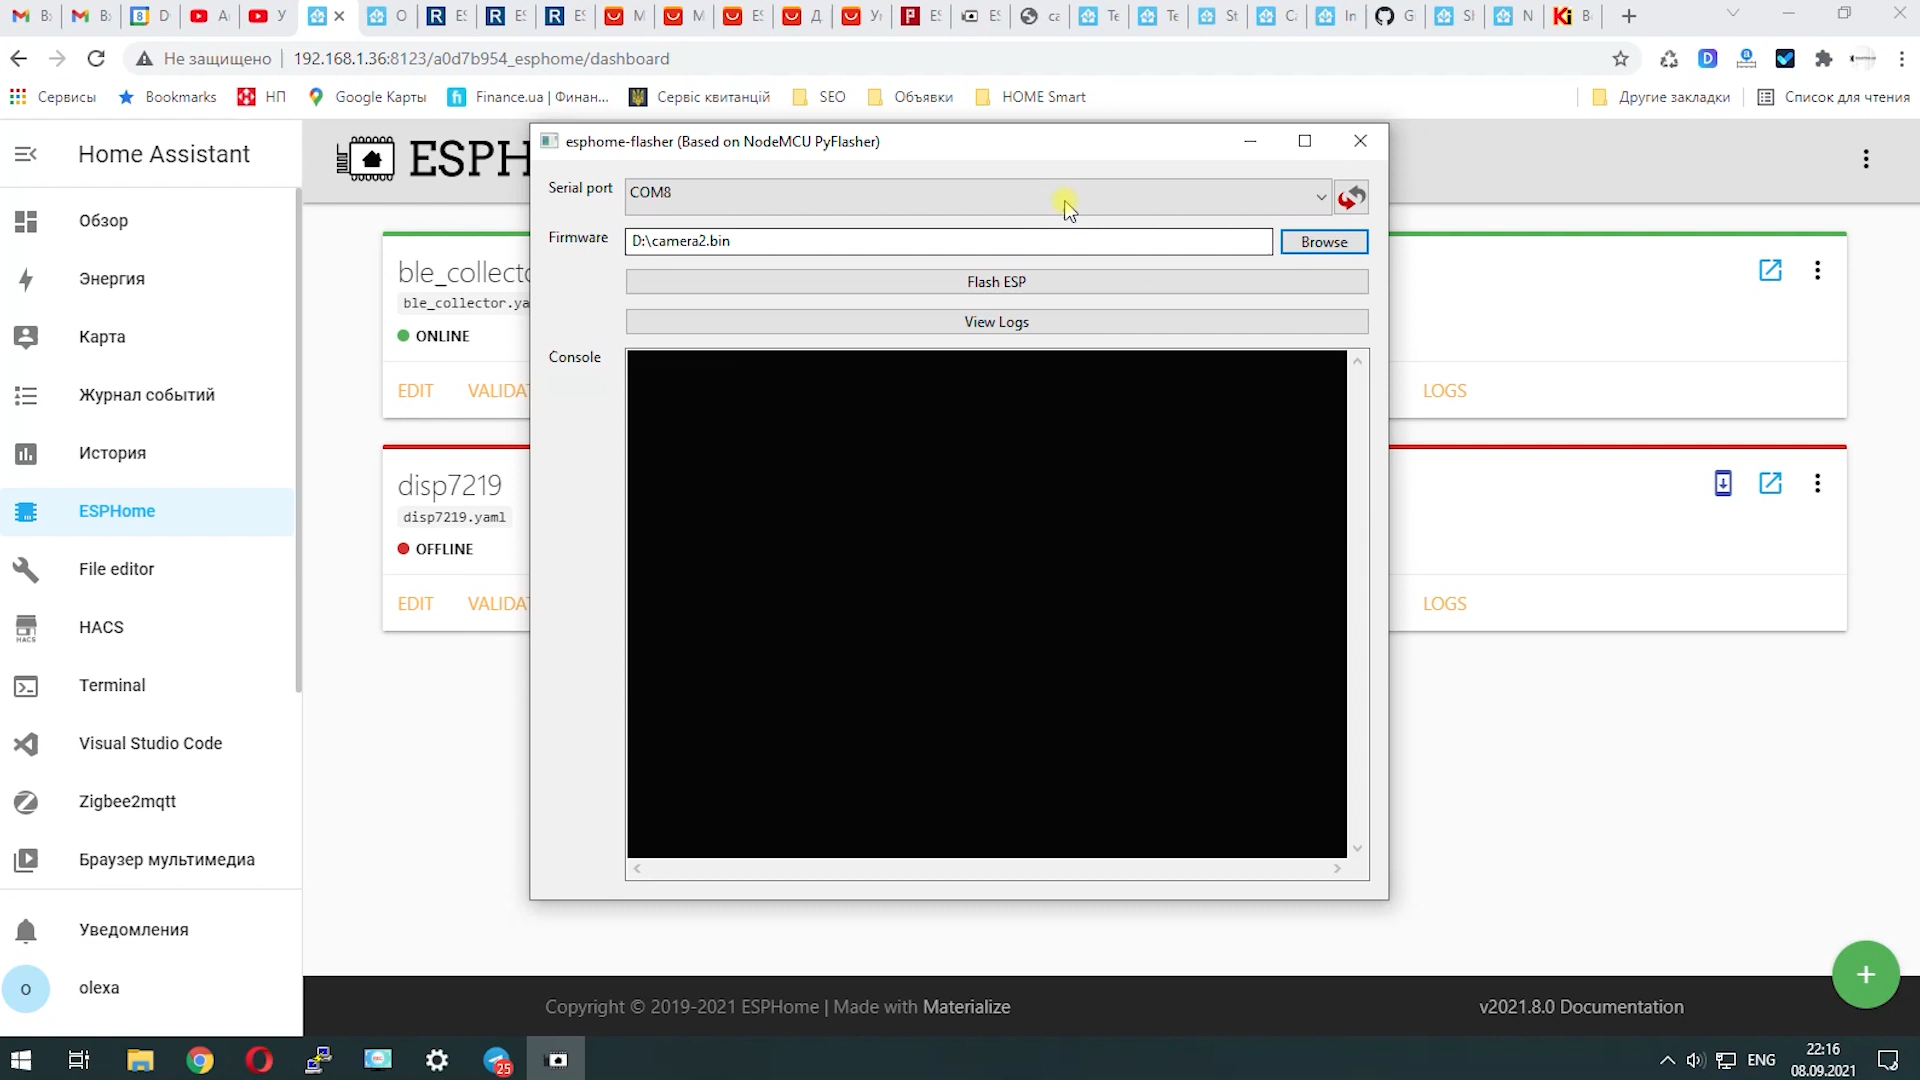 Не защищено
192.168.1.36:8123/a0d7b954_esphome/dashboard
Сервисы
Bookmarks
НП
Google Карты
Finance.ua | Финан...
Сервіс квитанцій
SEO
Объявки
HOME Smart
Другие закладки
Список для чтения
Home Assistant
Обзор
Энергия
Карта
Журнал событий
История
ESPHome
File editor
HACS
Terminal
Visual Studio Code
Zigbee2mqtt
Браузер мультимедиа
Уведомления
o
olexa
ESPH
ble_collecto
ble_collector.ya
ONLINE
EDIT
VALIDAT
LOGS
disp7219
disp7219.yaml
OFFLINE
EDIT
VALIDAT
LOGS
esphome-flasher (Based on NodeMCU PyFlasher)
Serial port
COM8
Firmware
D:\camera2.bin
Browse
Flash ESP
View Logs
Console
Copyright © 2019-2021 ESPHome | Made with Materialize
v2021.8.0 Documentation
25
ENG
22:16
08.09.2021